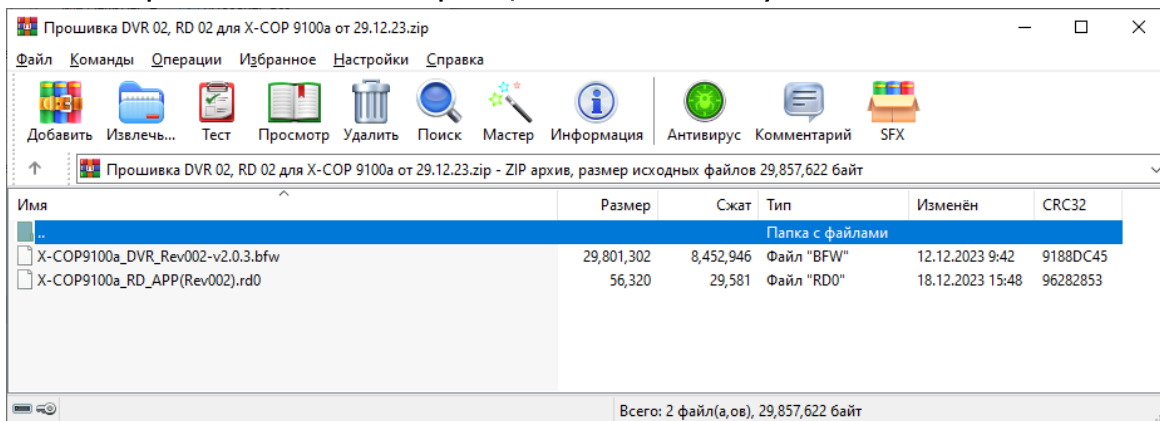 Прошивка DVR 02, RD 02 для X-COP 9100a от 29.12.23.zip
Файл Команды Операции Избранное Настройки Справка
Добавить Извлечь... Тест Просмотр Удалить Поиск Мастер Информация Антивирус Комментарий SFX
Прошивка DVR 02, RD 02 для X-COP 9100a от 29.12.23.zip - ZIP архив, размер исходных файлов 29,857,622 байт
Имя Размер Сжат Тип Изменён CRC32
.. Папка с файлами
X-COP9100a_DVR_Rev002-v2.0.3.bfw 29,801,302 8,452,946 Файл "BFW" 12.12.2023 9:42 9188DC45
X-COP9100a_RD_APP(Rev002).rd0 56,320 29,581 Файл "RD0" 18.12.2023 15:48 96282853
Всего: 2 файл(а,ов), 29,857,622 байт